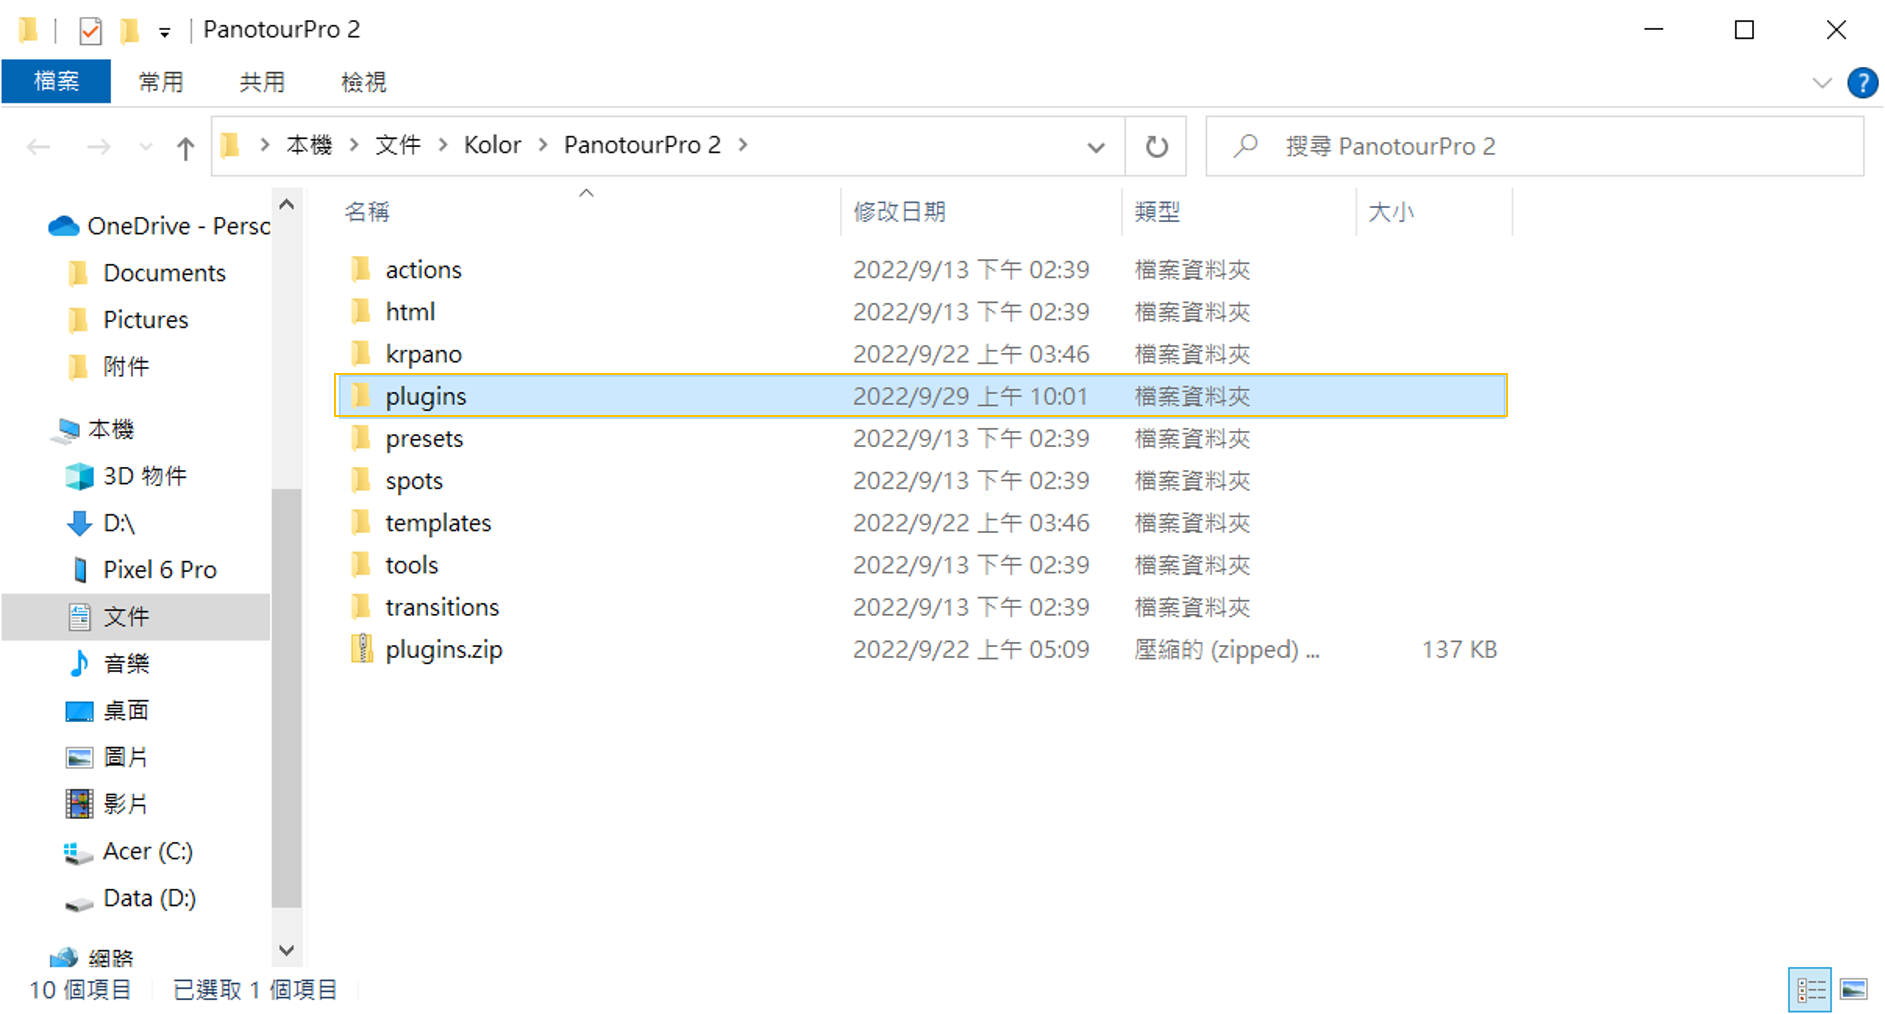 PanotourPro 2
檔案 常用 共用 檢視
本機 文件 Kolor PanotourPro 2
搜尋 PanotourPro 2
OneDrive - Perso
Documents
Pictures
附件
本機
3D 物件
D:\
Pixel 6 Pro
文件
音樂
桌面
圖片
影片
Acer (C:)
Data (D:)
網路
名稱 修改日期 類型 大小
actions 2022/9/13 下午 02:39 檔案資料夾
html 2022/9/13 下午 02:39 檔案資料夾
krpano 2022/9/22 上午 03:46 檔案資料夾
plugins 2022/9/29 上午 10:01 檔案資料夾
presets 2022/9/13 下午 02:39 檔案資料夾
spots 2022/9/13 下午 02:39 檔案資料夾
templates 2022/9/22 上午 03:46 檔案資料夾
tools 2022/9/13 下午 02:39 檔案資料夾
transitions 2022/9/13 下午 02:39 檔案資料夾
plugins.zip 2022/9/22 上午 05:09 壓縮的 (zipped) ... 137 KB
10 個項目 已選取 1 個項目